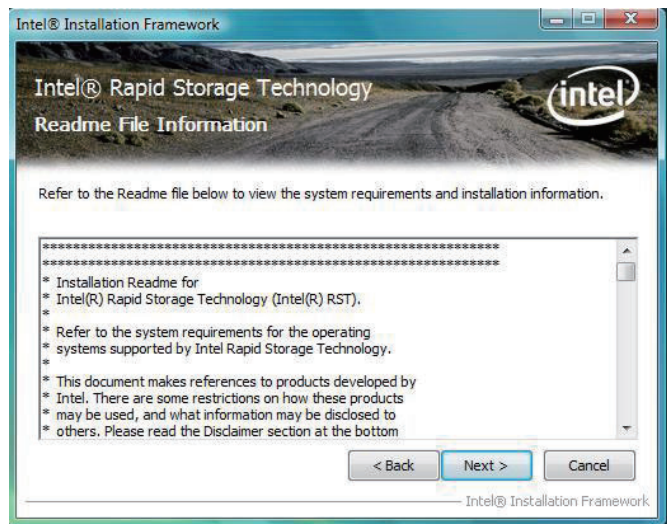 Intel® Installation Framework
Intel® Rapid Storage Technology
Readme File Information
intel
Refer to the Readme file below to view the system requirements and installation information.
************************************************************
************************************************************
* Installation Readme for
* Intel(R) Rapid Storage Technology (Intel(R) RST).
*
* Refer to the system requirements for the operating
* systems supported by Intel Rapid Storage Technology.
*
* This document makes references to products developed by
* Intel. There are some restrictions on how these products
* may be used, and what information may be disclosed to
* others. Please read the Disclaimer section at the bottom
< Back
Next >
Cancel
Intel® Installation Framework